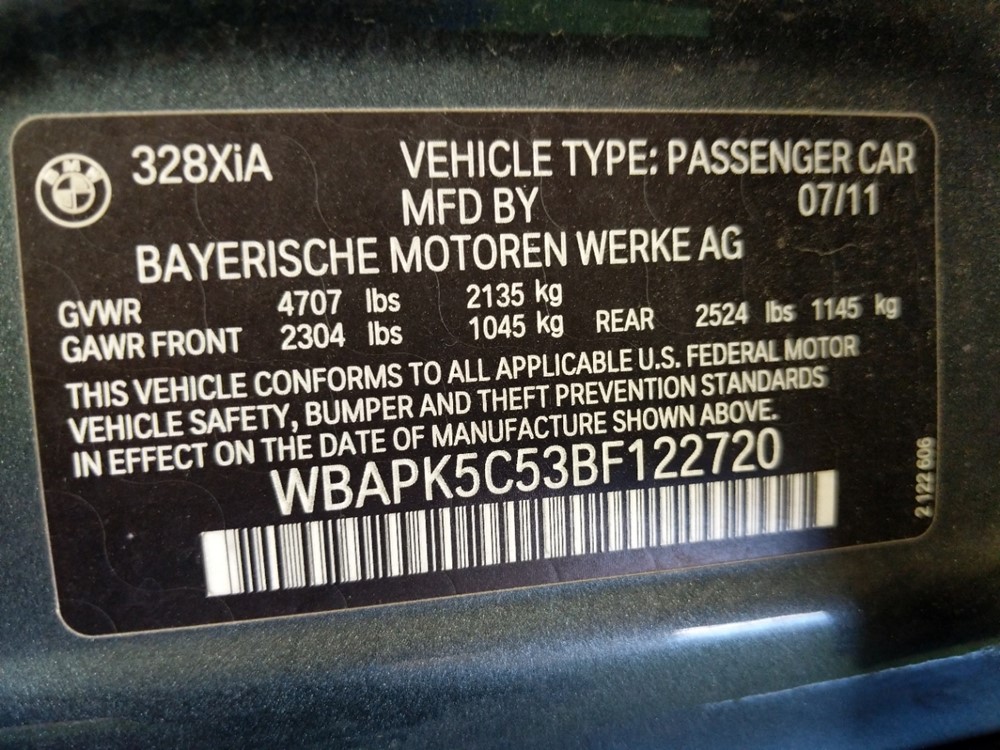 BMW
328XiA VEHICLE TYPE: PASSENGER CAR
MFD BY 07/11
BAYERISCHE MOTOREN WERKE AG
GVWR 4707 lbs 2135 kg
GAWR FRONT 2304 lbs 1045 kg REAR 2524 lbs 1145 kg
THIS VEHICLE CONFORMS TO ALL APPLICABLE U.S. FEDERAL MOTOR
VEHICLE SAFETY, BUMPER AND THEFT PREVENTION STANDARDS
IN EFFECT ON THE DATE OF MANUFACTURE SHOWN ABOVE.
WBAPK5C53BF122720
2 122 606